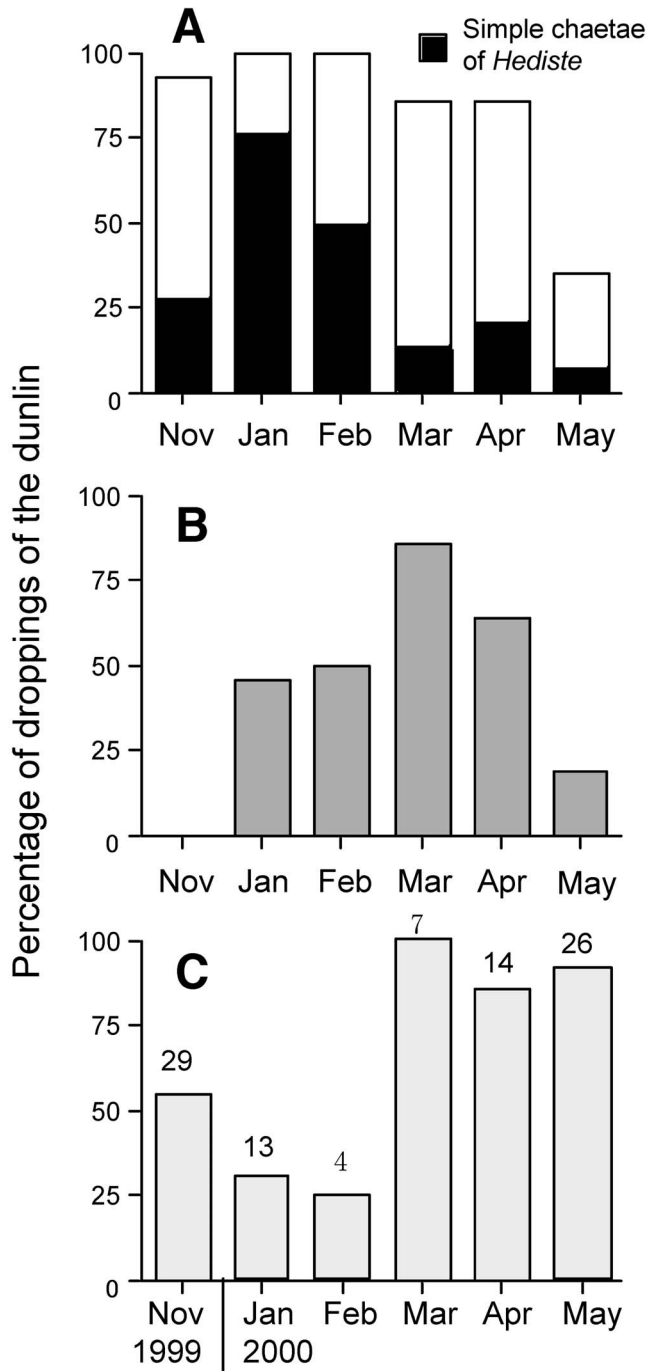 A
Simple chaetae
of Hediste
100
75
50
25
0
Nov Jan Feb Mar Apr May
Percentage of droppings of the dunlin
B
100
75
50
25
0
Nov Jan Feb Mar Apr May
C
100
75
50
25
0
29
13
4
7
14
26
Nov Jan Feb Mar Apr May
1999 2000